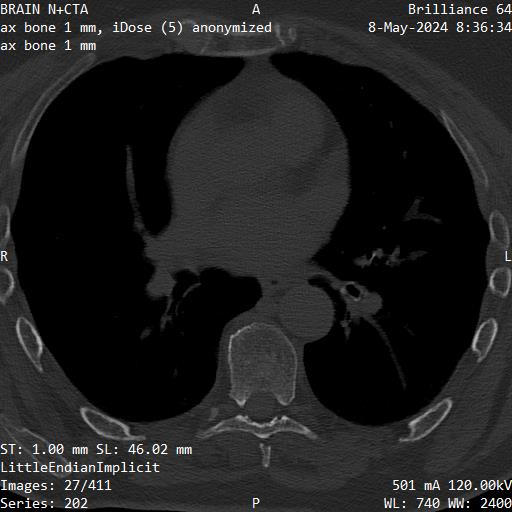 BRAIN N+CTA
A
Brilliance 64
ax bone 1 mm, iDose (5) anonymized
8-May-2024 8:36:34
ax bone 1 mm
R
L
ST: 1.00 mm SL: 46.02 mm
LittleEndianImplicit
Images: 27/411
501 mA 120.00kV
Series: 202
P
WL: 740 WW: 2400